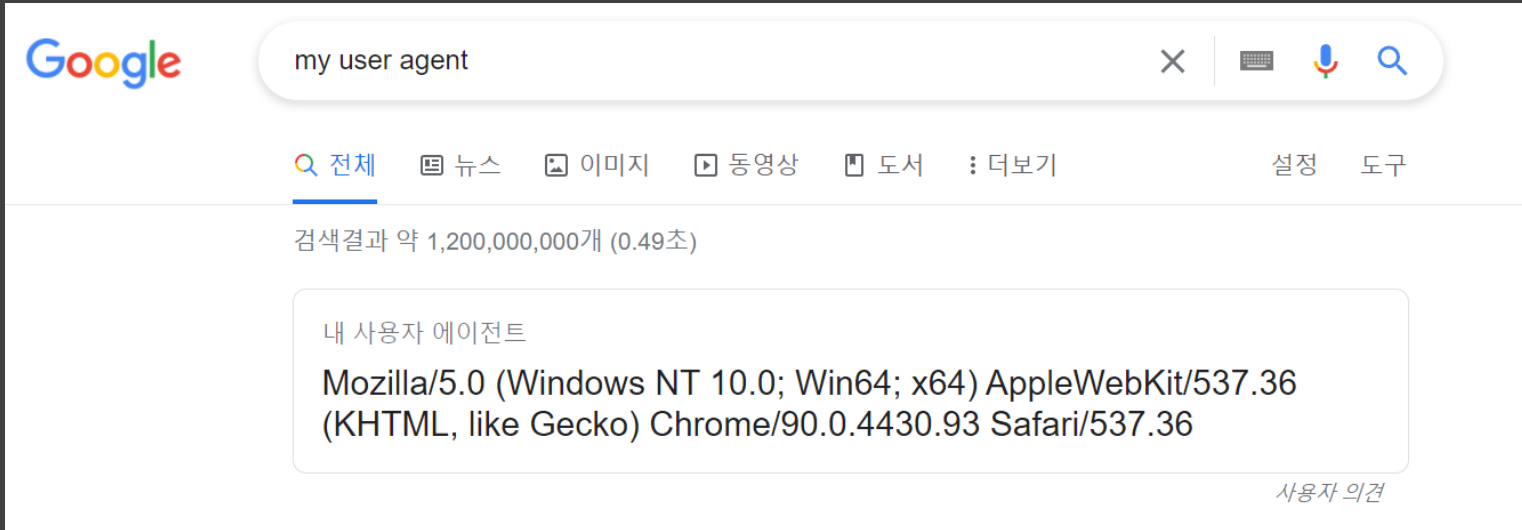 Google
my user agent
전체 뉴스 이미지 동영상 도서 더보기 설정 도구
검색결과 약 1,200,000,000개 (0.49초)
내 사용자 에이전트
Mozilla/5.0 (Windows NT 10.0; Win64; x64) AppleWebKit/537.36
(KHTML, like Gecko) Chrome/90.0.4430.93 Safari/537.36
사용자 의견